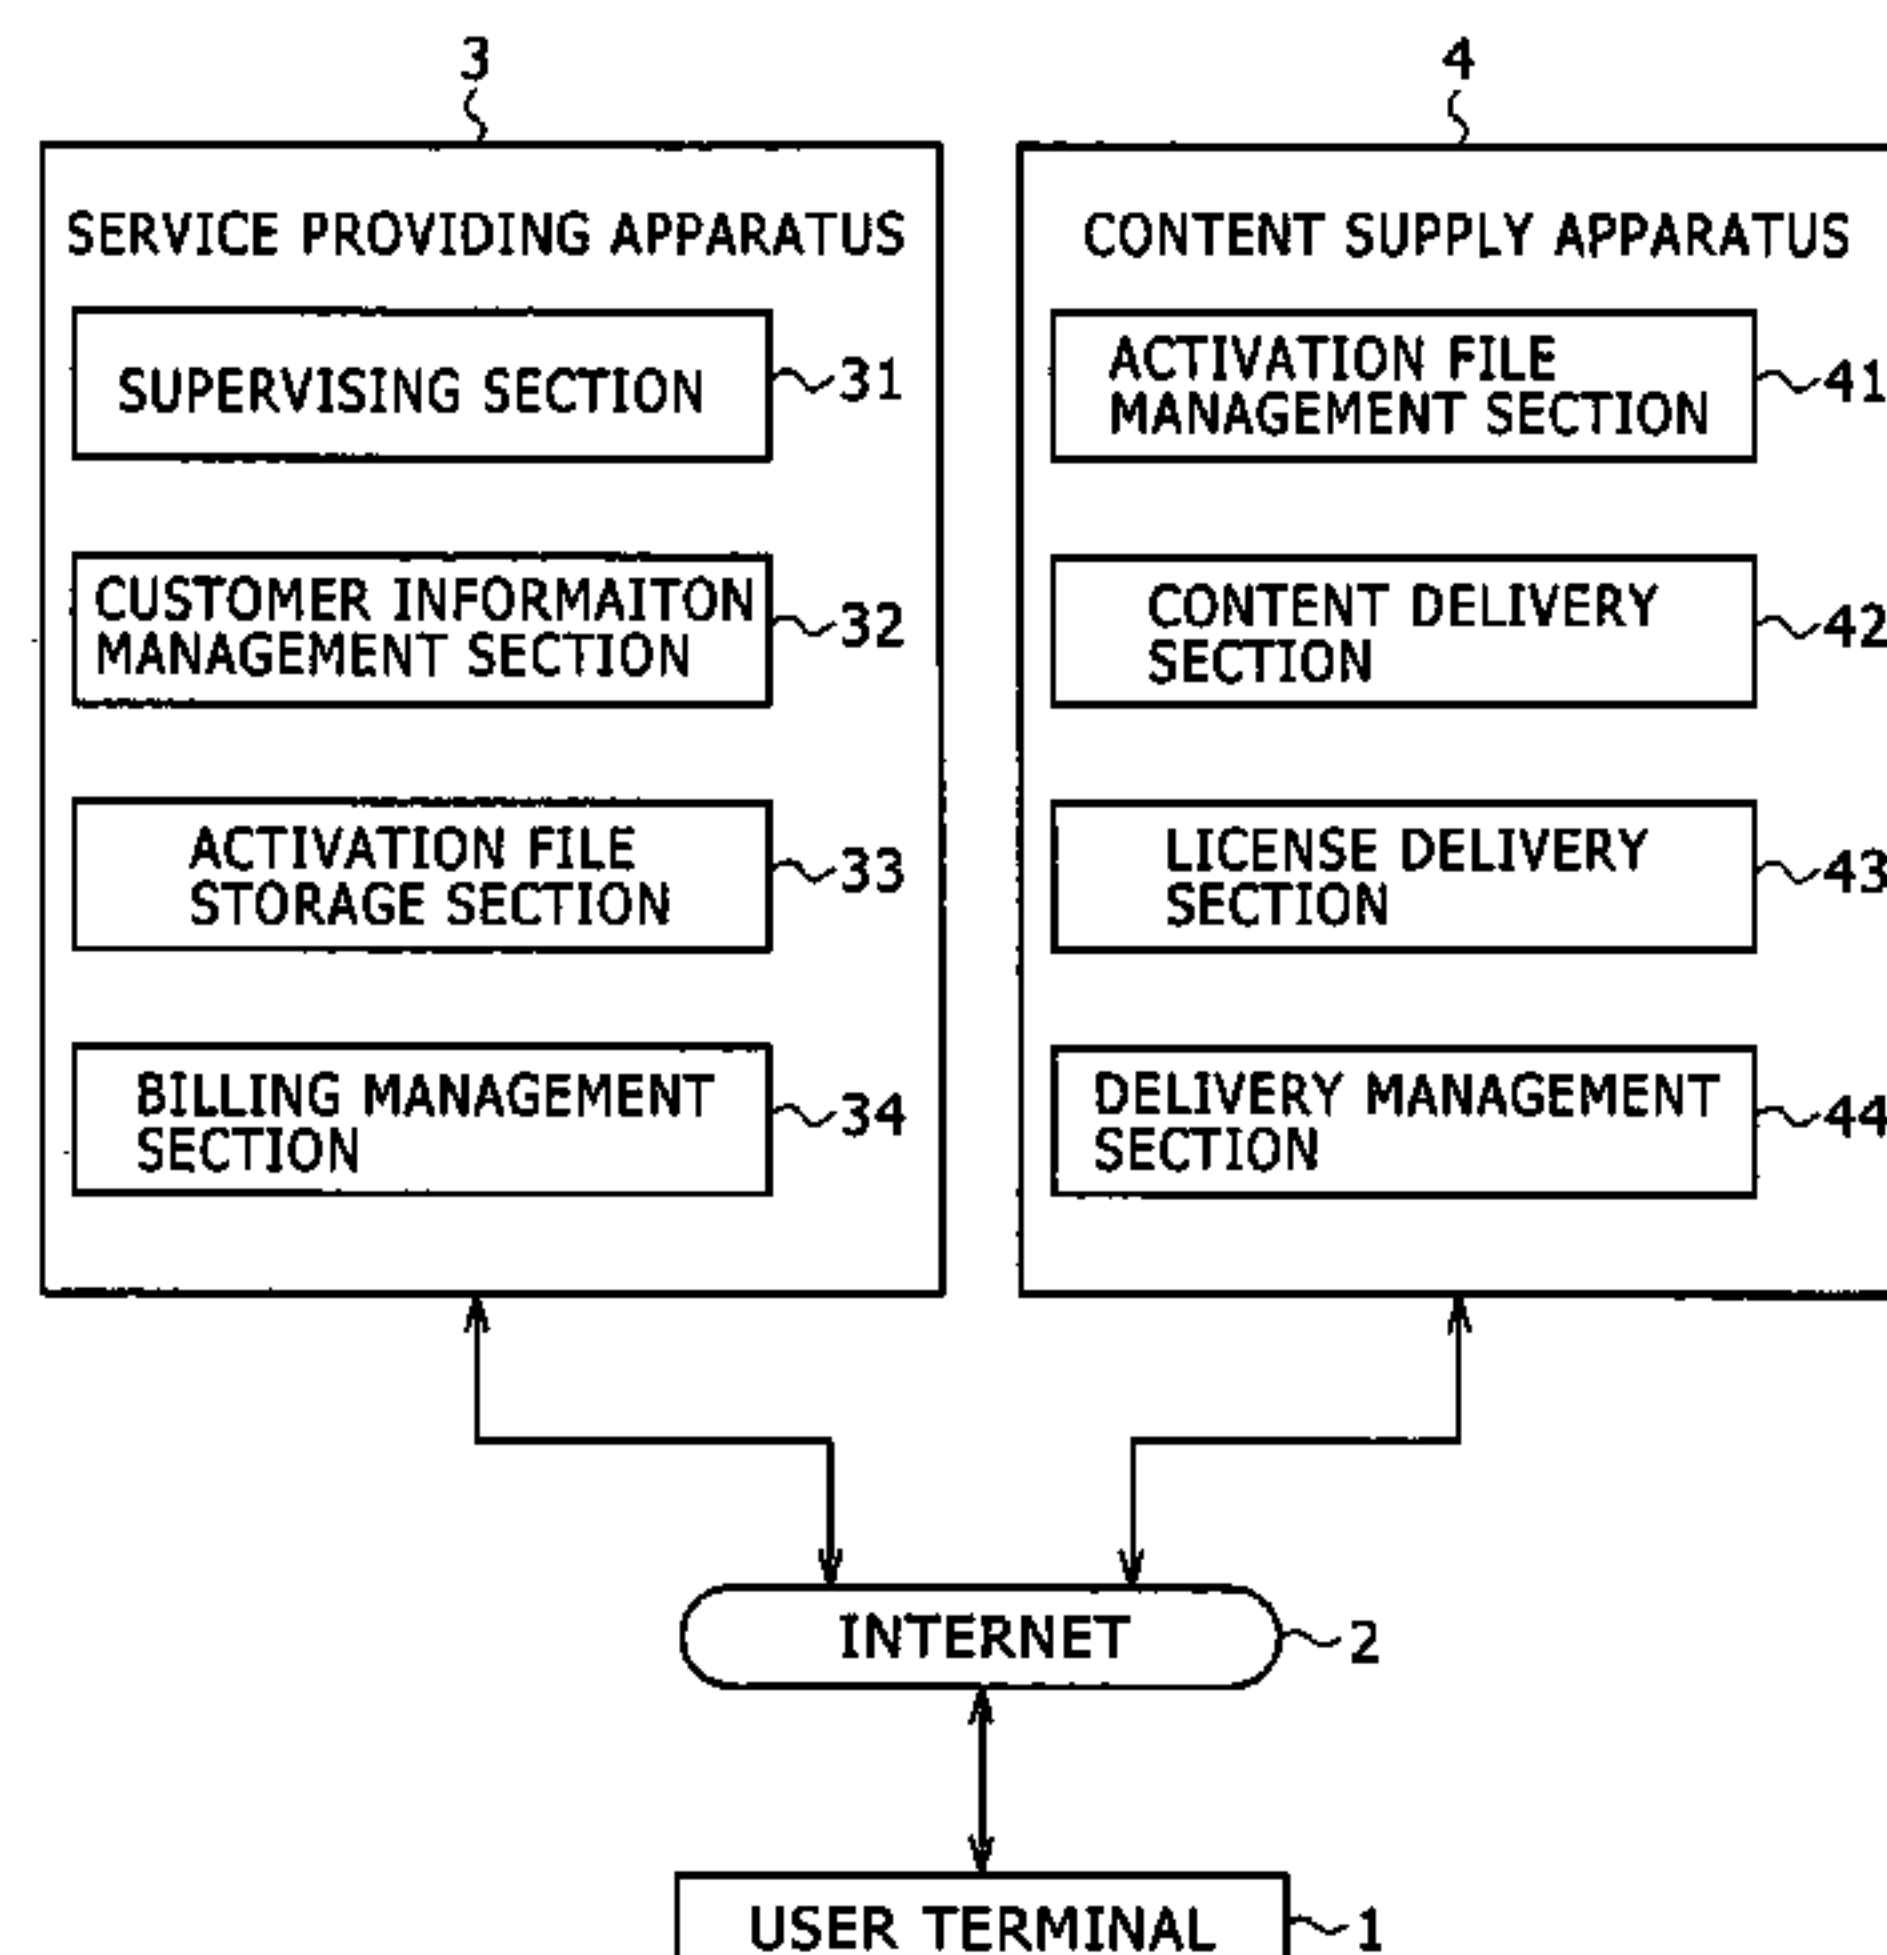 3
SERVICE PROVIDING APPARATUS
SUPERVISING SECTION
31
CUSTOMER INFORMAITON
MANAGEMENT SECTION
32
ACTIVATION FILE
STORAGE SECTION
33
BILLING MANAGEMENT
SECTION
34
4
CONTENT SUPPLY APPARATUS
ACTIVATION FILE
MANAGEMENT SECTION
41
CONTENT DELIVERY
SECTION
42
LICENSE DELIVERY
SECTION
43
DELIVERY MANAGEMENT
SECTION
44
INTERNET
2
USER TERMINAL
1